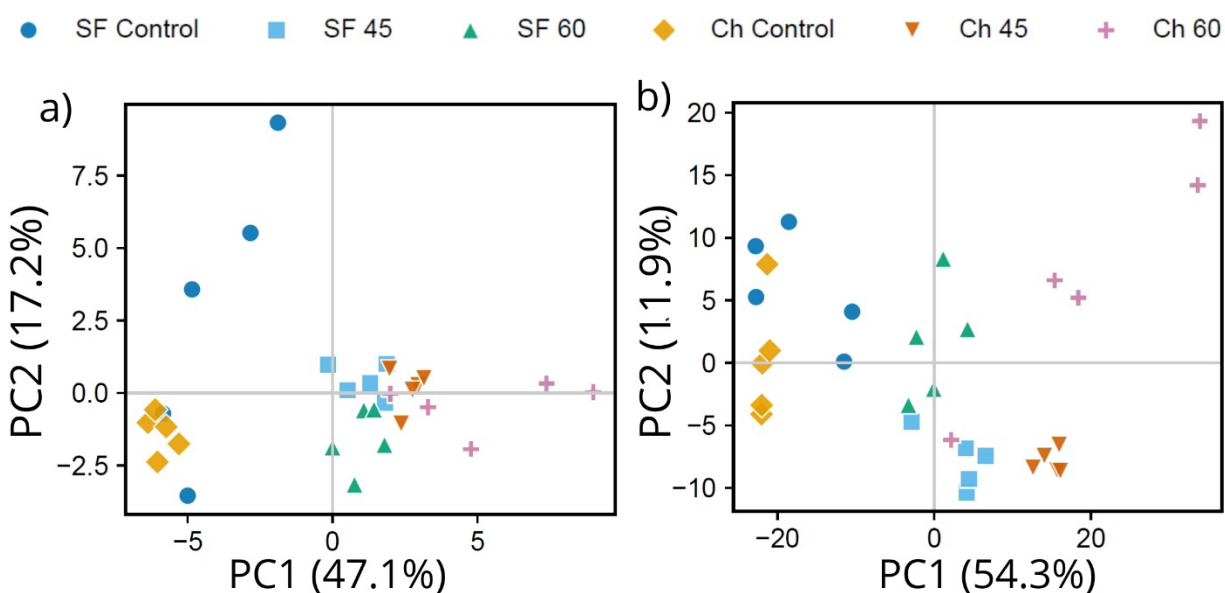 SF Control SF 45 SF 60 Ch Control Ch 45 Ch 60
a)
7.5
5.0
2.5
0.0
−2.5
−5 0 5
PC2 (17.2%)
PC1 (47.1%)
b)
20
15
10
5
0
−5
−10
−20 0 20
PC2 (11.9%)
PC1 (54.3%)